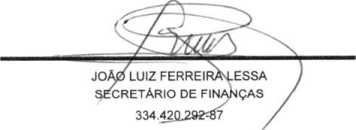 JOÃO LUIZ FERREIRA LESSA
SECRETÁRIO DE FINANÇAS
334.420.292-87